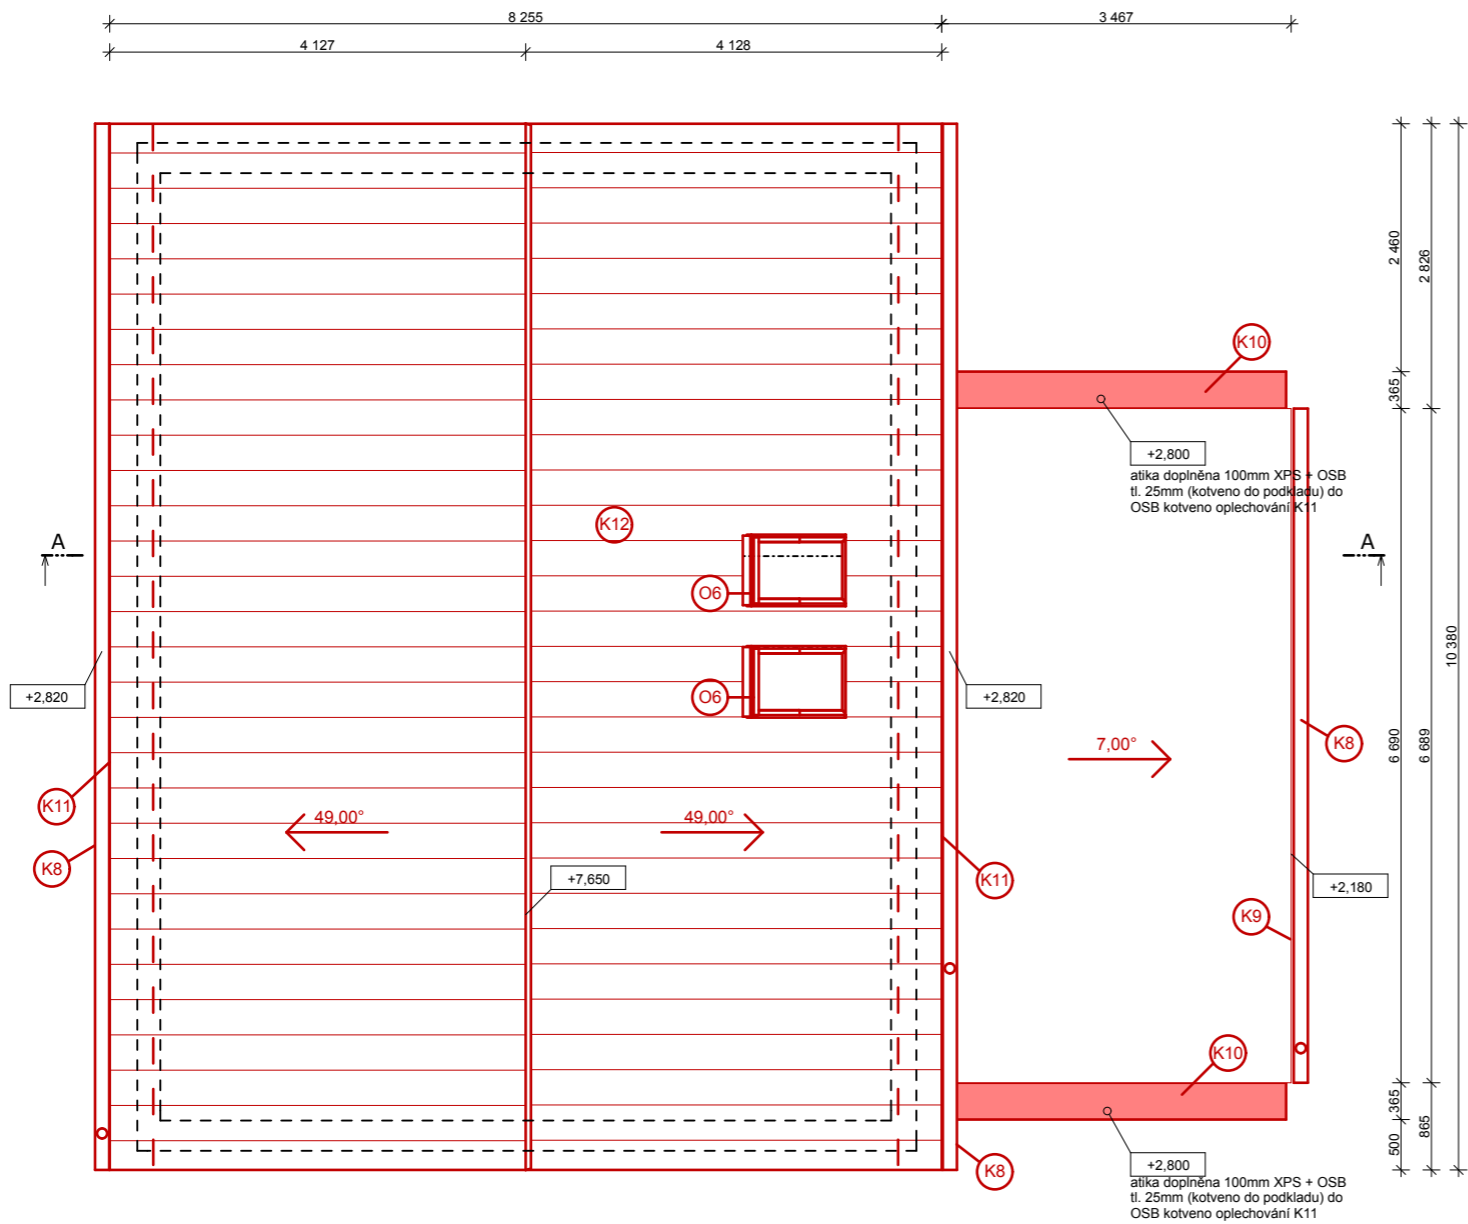 8 255
3 467
4 127
4 128
2 460
2 826
K10
365
+2,800
atika doplněna 100mm XPS + OSB
tl. 25mm (kotveno do podkladu) do
OSB kotveno oplechování K11
K12
A
A
O6
10 380
+2,820
O6
+2,820
6 690
6 689
7,00°
K8
K11
49,00°
49,00°
K8
+7,650
K11
+2,180
K9
K10
365
865
500
K8
+2,800
atika doplněna 100mm XPS + OSB
tl. 25mm (kotveno do podkladu) do
OSB kotveno oplechování K11